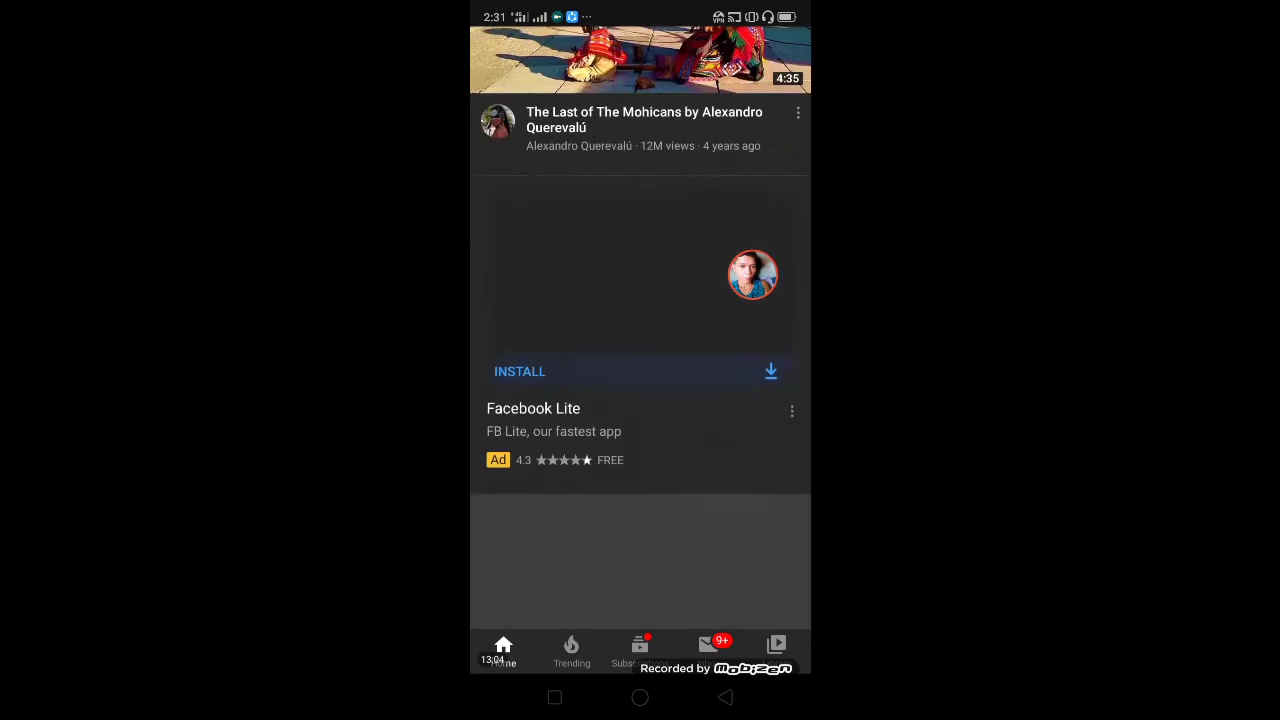 2:31
VPN
4:35
The Last of The Mohicans by Alexandro
Querevalú
Alexandro Querevalú · 12M views · 4 years ago
INSTALL
Facebook Lite
FB Lite, our fastest app
Ad 4.3 FREE
9+
13:04
Home Trending
Recorded by mobizen